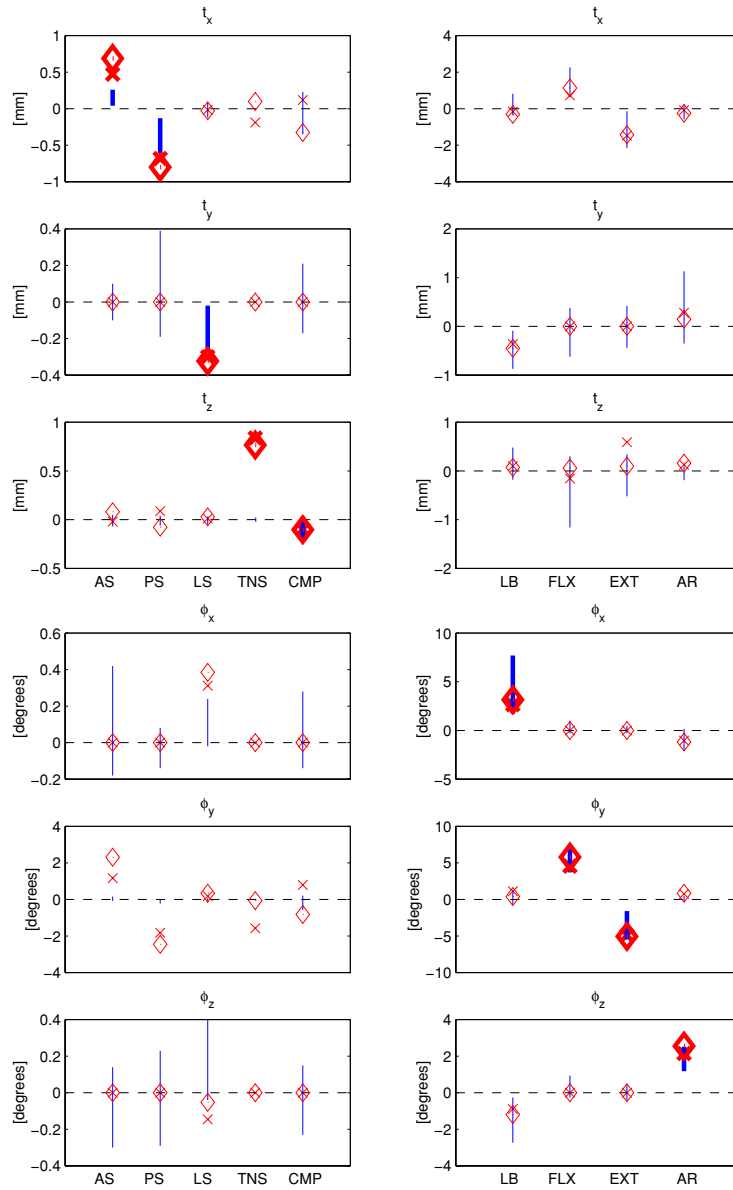 t_x
t_x
1
0.5
0
−0.5
−1
[mm]
4
2
0
−2
−4
[mm]
t_y
t_y
0.4
0.2
0
−0.2
−0.4
[mm]
2
1
0
−1
[mm]
t_z
t_z
1
0.5
0
−0.5
[mm]
AS PS LS TNS CMP
1
0
−1
−2
[mm]
LB FLX EXT AR
ϕ_x
ϕ_x
0.6
0.4
0.2
0
−0.2
[degrees]
10
5
0
−5
[degrees]
ϕ_y
ϕ_y
4
2
0
−2
−4
[degrees]
10
5
0
−5
−10
[degrees]
ϕ_z
ϕ_z
0.4
0.2
0
−0.2
0.4
[degrees]
AS PS LS TNS CMP
4
2
0
−2
−4
[degrees]
LB FLX EXT AR